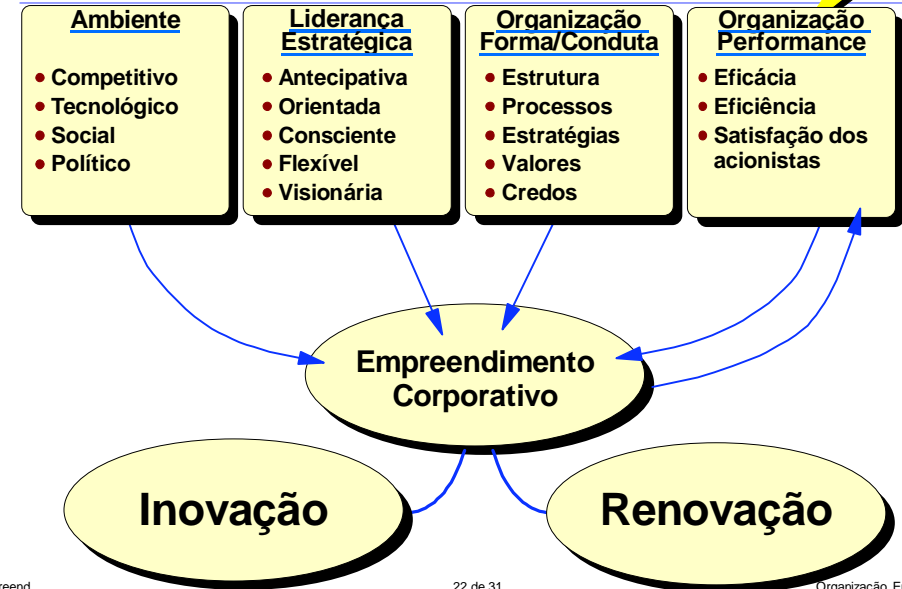 Ambiente
• Competitivo
• Tecnológico
• Social
• Político
Liderança
Estratégica
• Antecipativa
• Orientada
• Consciente
• Flexível
• Visionária
Organização
Forma/Conduta
• Estrutura
• Processos
• Estratégias
• Valores
• Credos
Organização
Performance
• Eficácia
• Eficiência
• Satisfação dos
acionistas
Empreendimento
Corporativo
Inovação
Renovação
22 de 31
Organização